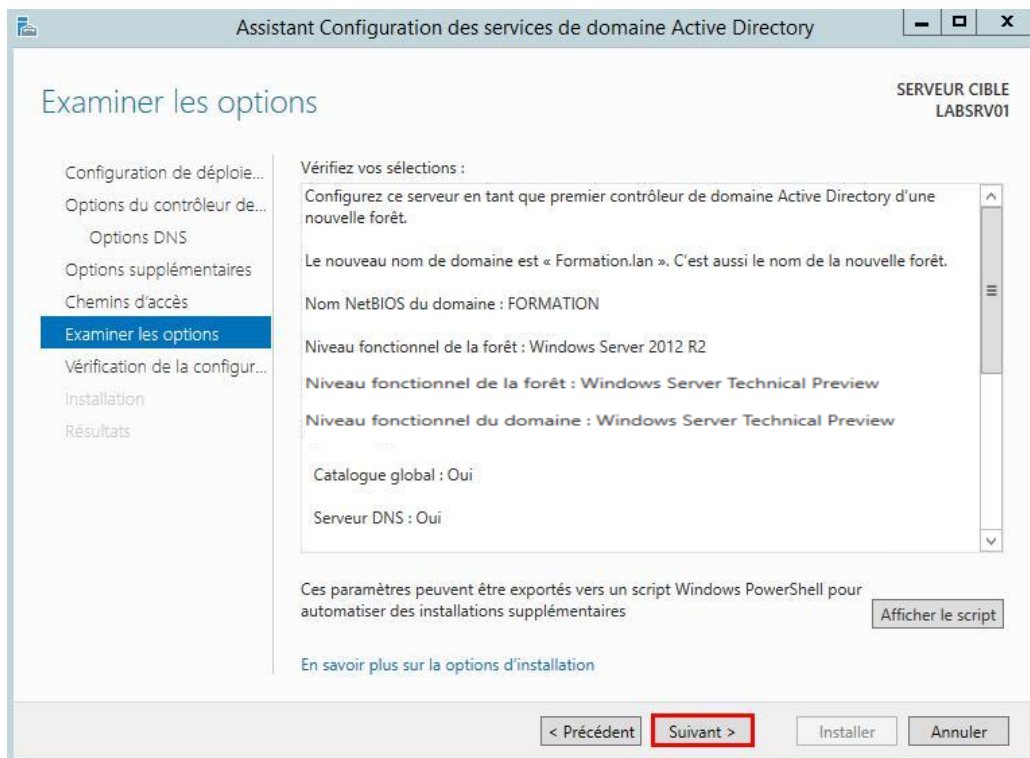 Assistant Configuration des services de domaine Active Directory
Examiner les options
SERVEUR CIBLE
LABSRV01
Configuration de déploie...
Options du contrôleur de...
Options DNS
Options supplémentaires
Chemins d'accès
Examiner les options
Vérification de la configur...
Installation
Résultats
Vérifiez vos sélections :
Configurez ce serveur en tant que premier contrôleur de domaine Active Directory d'une
nouvelle forêt.
Le nouveau nom de domaine est « Formation.lan ». C'est aussi le nom de la nouvelle forêt.
Nom NetBIOS du domaine : FORMATION
Niveau fonctionnel de la forêt : Windows Server 2012 R2
Niveau fonctionnel de la forêt : Windows Server Technical Preview
Niveau fonctionnel du domaine : Windows Server Technical Preview
Catalogue global : Oui
Serveur DNS : Oui
Ces paramètres peuvent être exportés vers un script Windows PowerShell pour
automatiser des installations supplémentaires
Afficher le script
En savoir plus sur la options d'installation
< Précédent
Suivant >
Installer
Annuler